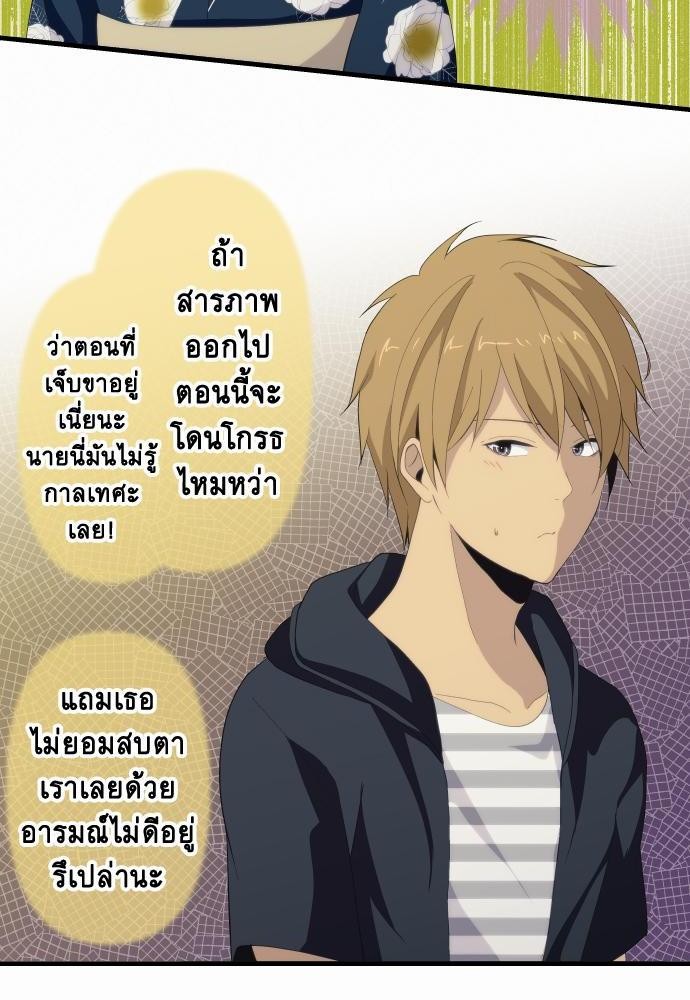 ถ้า
สารภาพ
ออกไป
ตอนนี้จะ
โดนโกรธ
ไหมหว่า
ว่าตอนที่
เจ็บขาอยู่
เนี่ยนะ
นายนี่มันไม่รู้
กาลเทศะ
เลย!
แถมเธอ
ไม่ยอมสบตา
เราเลยด้วย
อารมณ์ไม่ดีอยู่
รึเปล่านะ